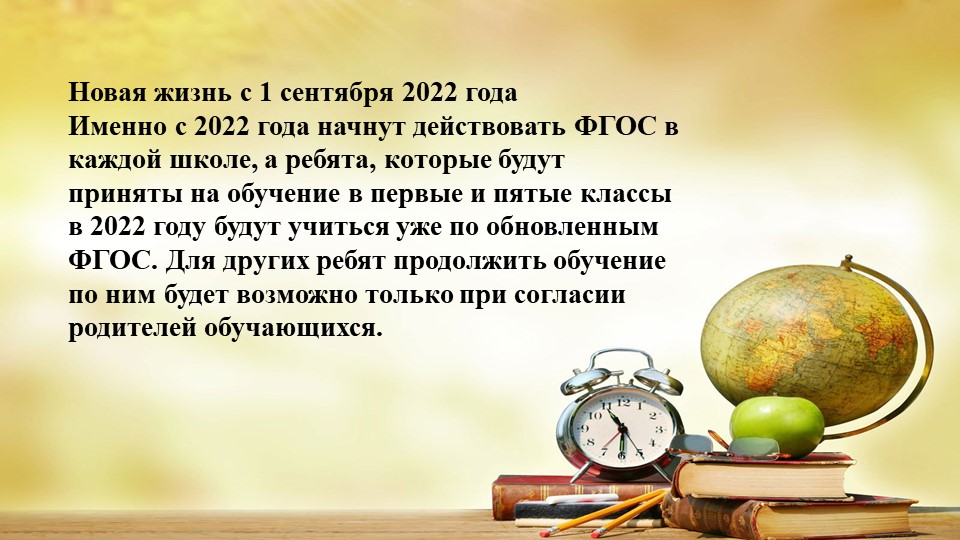 Новая жизнь с 1 сентября 2022 года
Именно с 2022 года начнут действовать ФГОС в
каждой школе, а ребята, которые будут
приняты на обучение в первые и пятые классы
в 2022 году будут учиться уже по обновленным
ФГОС. Для других ребят продолжить обучение
по ним будет возможно только при согласии
родителей обучающихся.